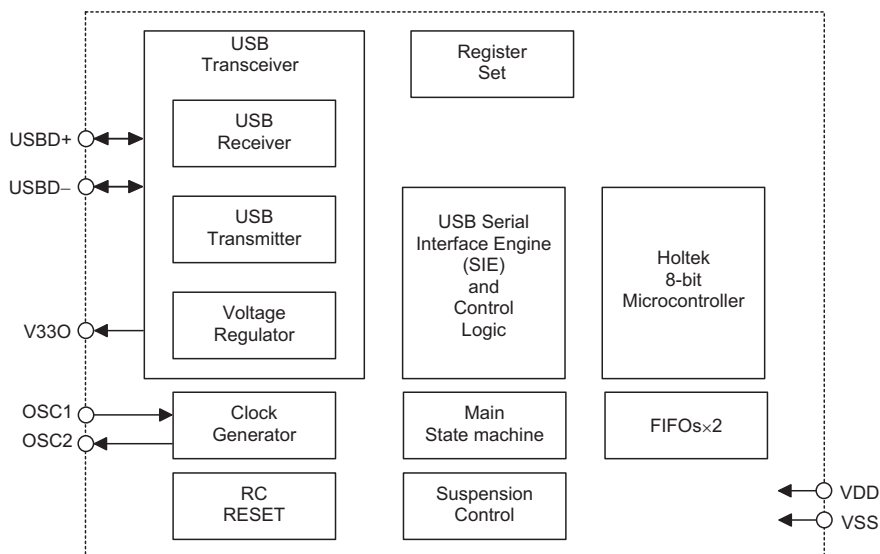 USB
Transceiver
Register
Set
USB
Receiver
USBD+
USBD−
USB
Transmitter
USB Serial
Interface Engine
(SIE)
and
Control
Logic
Holtek
8-bit
Microcontroller
Voltage
Regulator
V33O
OSC1
OSC2
Clock
Generator
Main
State machine
FIFOs×2
RC
RESET
Suspension
Control
VDD
VSS